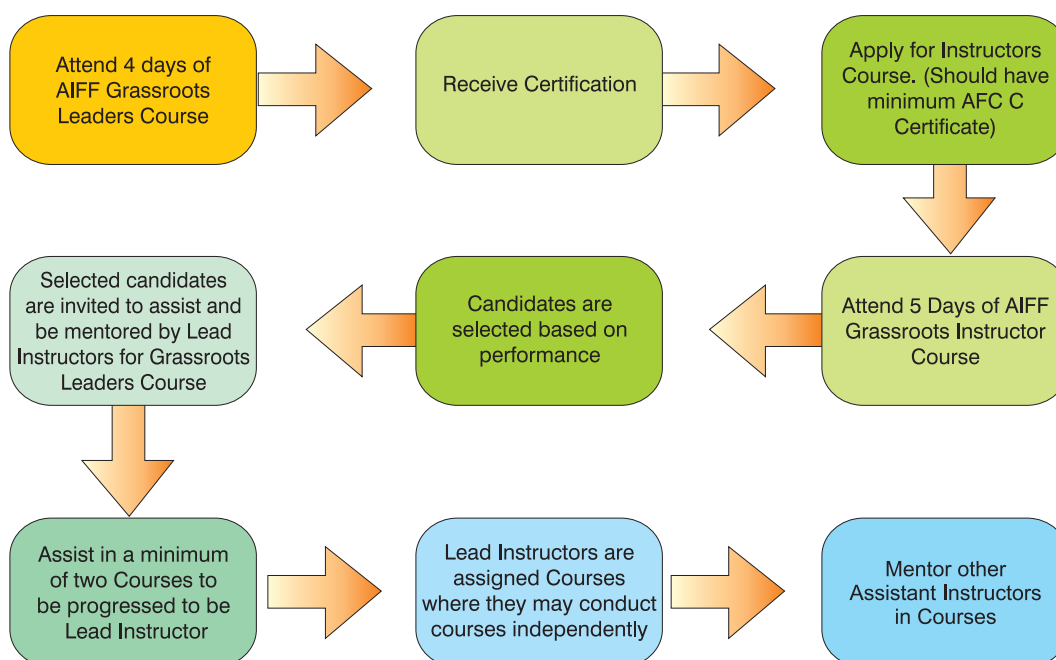 Attend 4 days of
AIFF Grassroots
Leaders Course
Receive Certification
Apply for Instructors
Course. (Should have
minimum AFC C
Certificate)
Attend 5 Days of AIFF
Grassroots Instructor
Course
Candidates are
selected based on
performance
Selected candidates
are invited to assist and
be mentored by Lead
Instructors for Grassroots
Leaders Course
Assist in a minimum
of two Courses to
be progressed to be
Lead Instructor
Lead Instructors are
assigned Courses
where they may conduct
courses independently
Mentor other
Assistant Instructors
in Courses